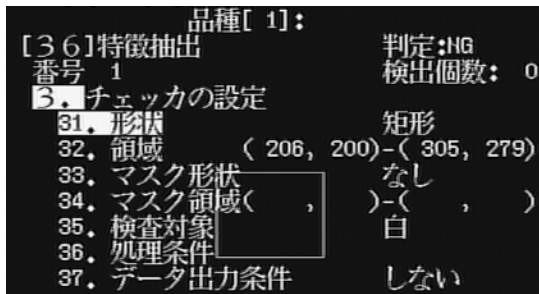 品種[ 1]:
[36]特徴抽出 判定:NG
番号 1 検出個数: 0
3. チェッカの設定
31. 形状 矩形
32. 領域 ( 206, 200)-( 305, 279)
33. マスク形状 なし
34. マスク領域( , )-( , )
35. 検査対象 白
36. 処理条件
37. データ出力条件 しない